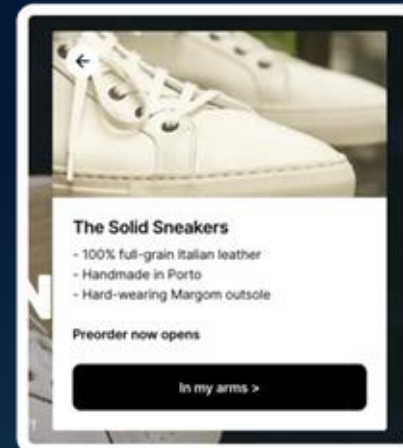 The Solid Sneakers
- 100% full-grain Italian leather
- Handmade in Porto
- Hard-wearing Margom outsole
Preorder now opens
In my arms >
N